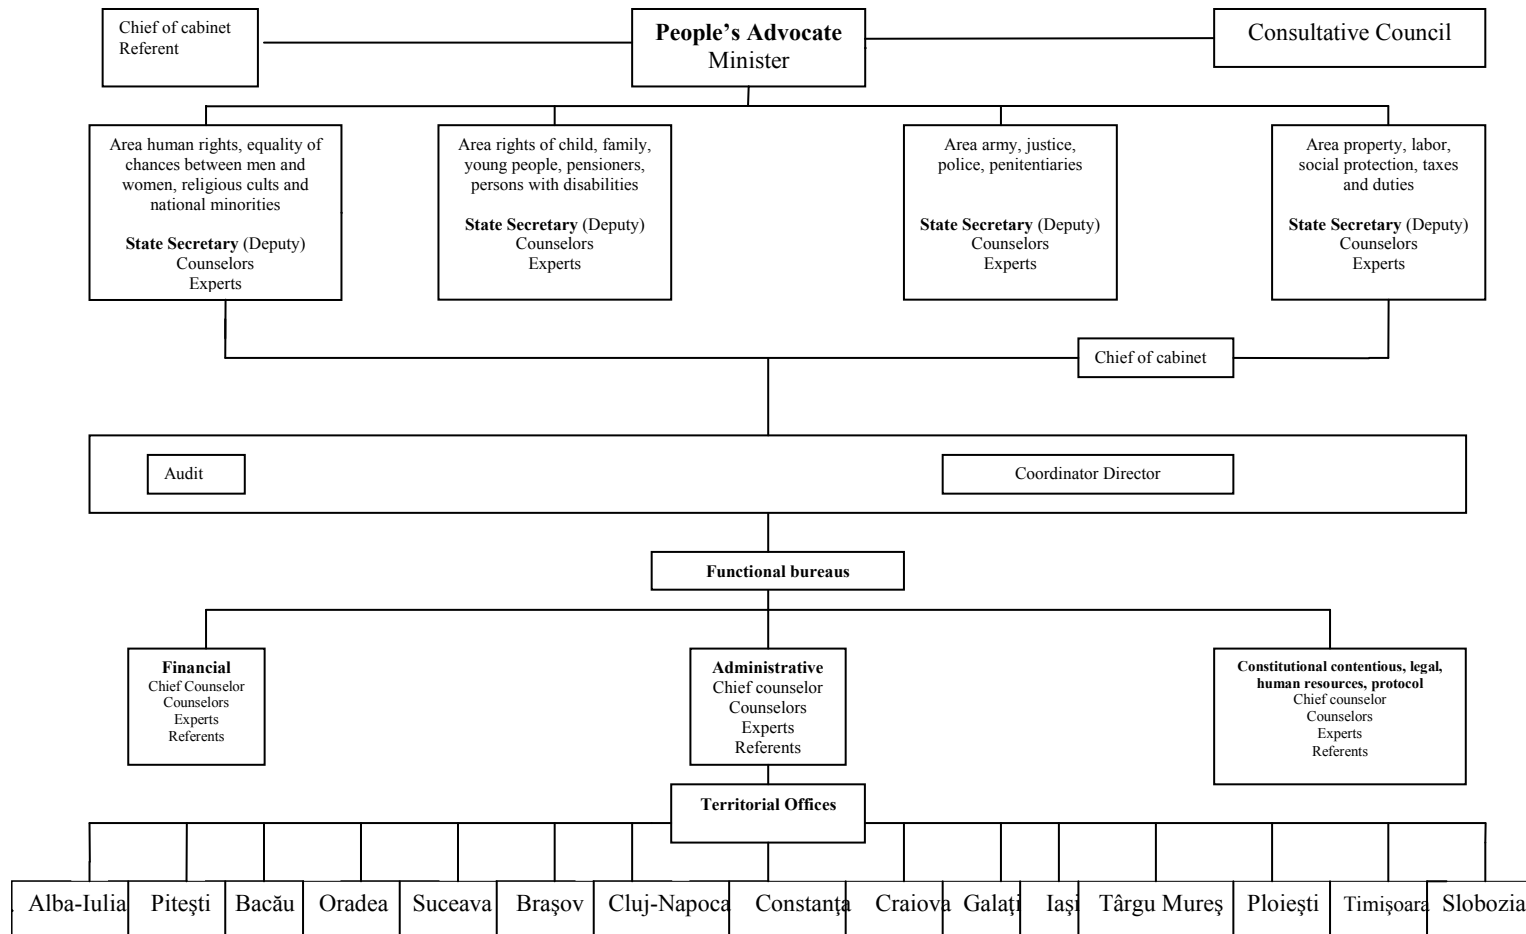 Chief of cabinet
Referent
People’s Advocate
Minister
Consultative Council
Area human rights, equality of
chances between men and
women, religious cults and
national minorities
State Secretary (Deputy)
Counselors
Experts
Area rights of child, family,
young people, pensioners,
persons with disabilities
State Secretary (Deputy)
Counselors
Experts
Area army, justice,
police, penitentiaries
State Secretary (Deputy)
Counselors
Experts
Area property, labor,
social protection, taxes
and duties
State Secretary (Deputy)
Counselors
Experts
Chief of cabinet
Audit
Coordinator Director
Functional bureaus
Financial
Chief Counselor
Counselors
Experts
Referents
Administrative
Chief counselor
Counselors
Experts
Referents
Constitutional contentious, legal,
human resources, protocol
Chief counselor
Counselors
Experts
Referents
Territorial Offices
Alba-Iulia
Piteşti
Bacău
Oradea
Suceava
Braşov
Cluj-Napoca
Constanţa
Craiova
Galaţi
Iaşi
Târgu Mureş
Ploieşti
Timişoara
Slobozia